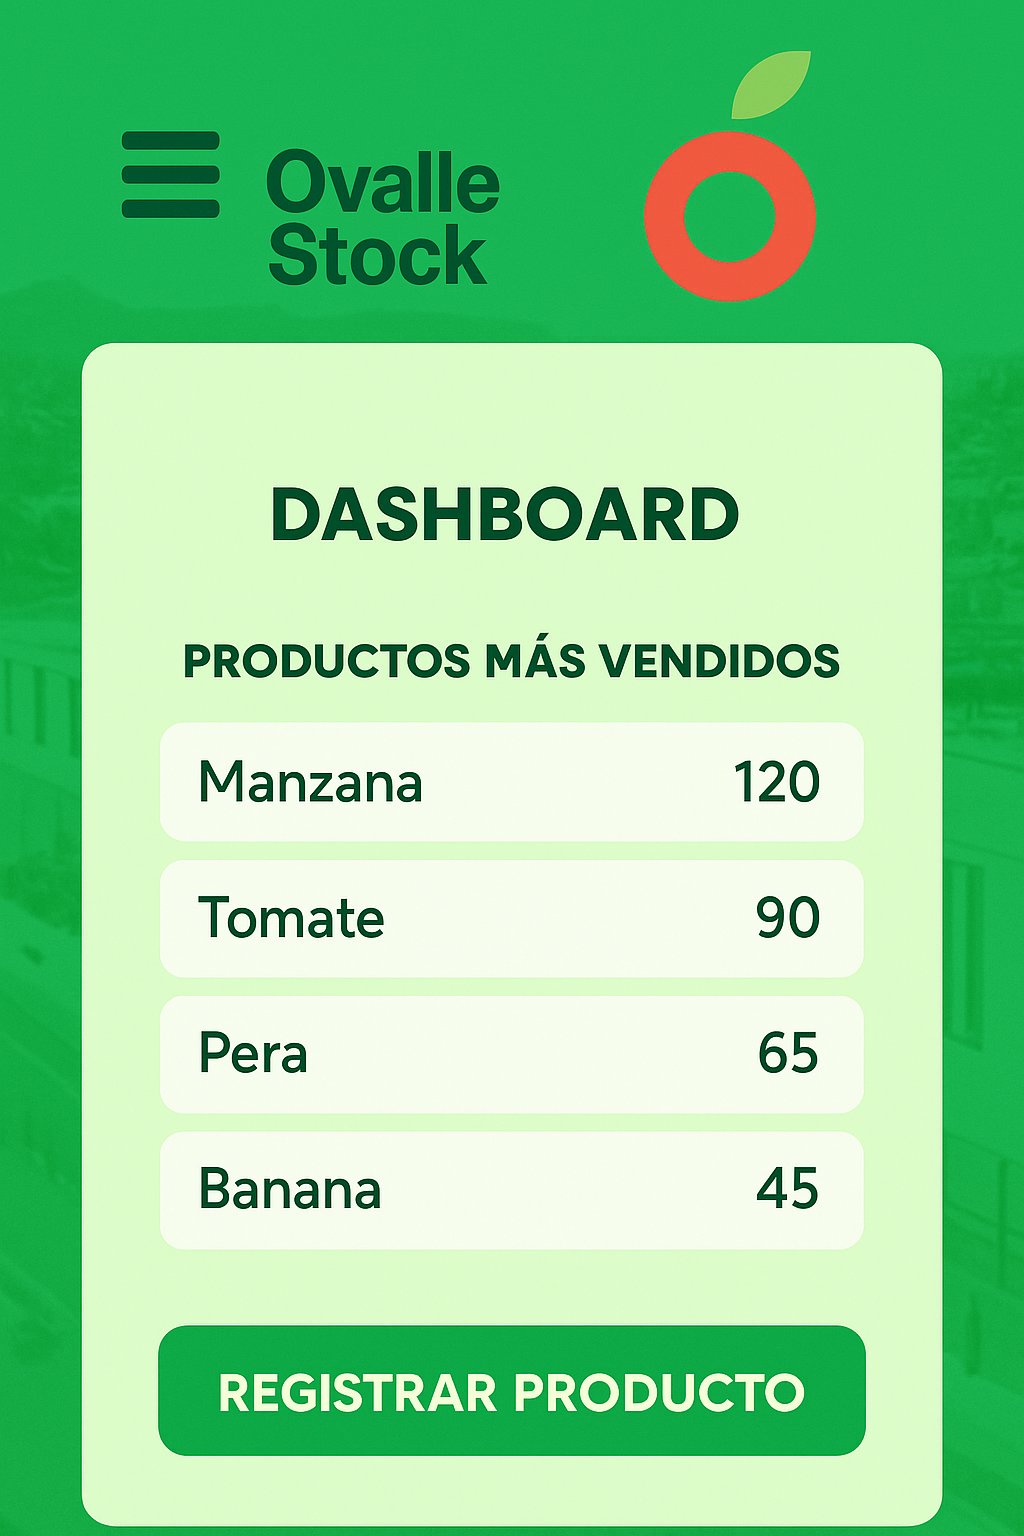 Ovalle
Stock
DASHBOARD
PRODUCTOS MÁS VENDIDOS
Manzana 120
Tomate 90
Pera 65
Banana 45
REGISTRAR PRODUCTO